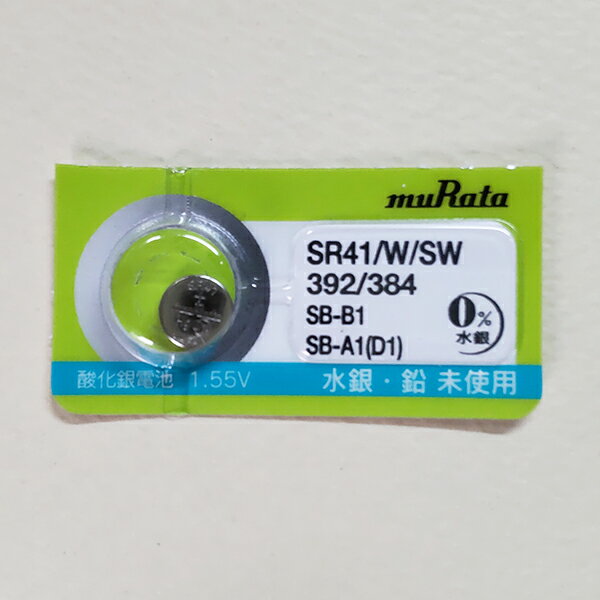 muRata
SR41/W/SW
392/384
SB-B1
SB-A1(D1)
0%
水銀
酸化銀電池 1.55V
水銀・鉛 未使用